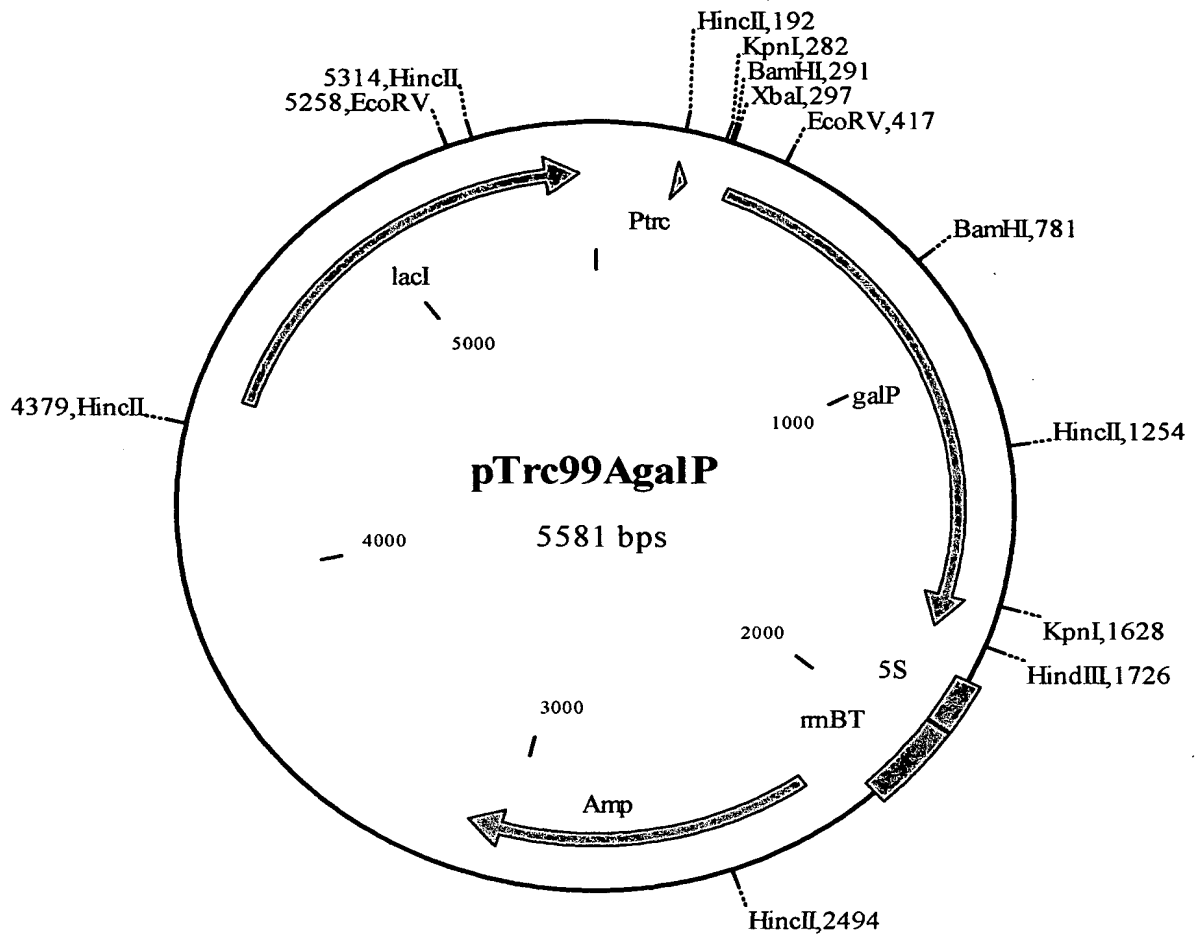 HincII,192
KpnI,282
BamHI,291
XbaI,297
EcoRV,417
5314,HincII
5258,EcoRV
Ptrc
BamHI,781
lacI
5000
4379,HincII
galP
1000
HincII,1254
pTrc99AgalP
5581 bps
4000
KpnI,1628
2000
HindIII,1726
5S
3000
rrnBT
Amp
HincII,2494